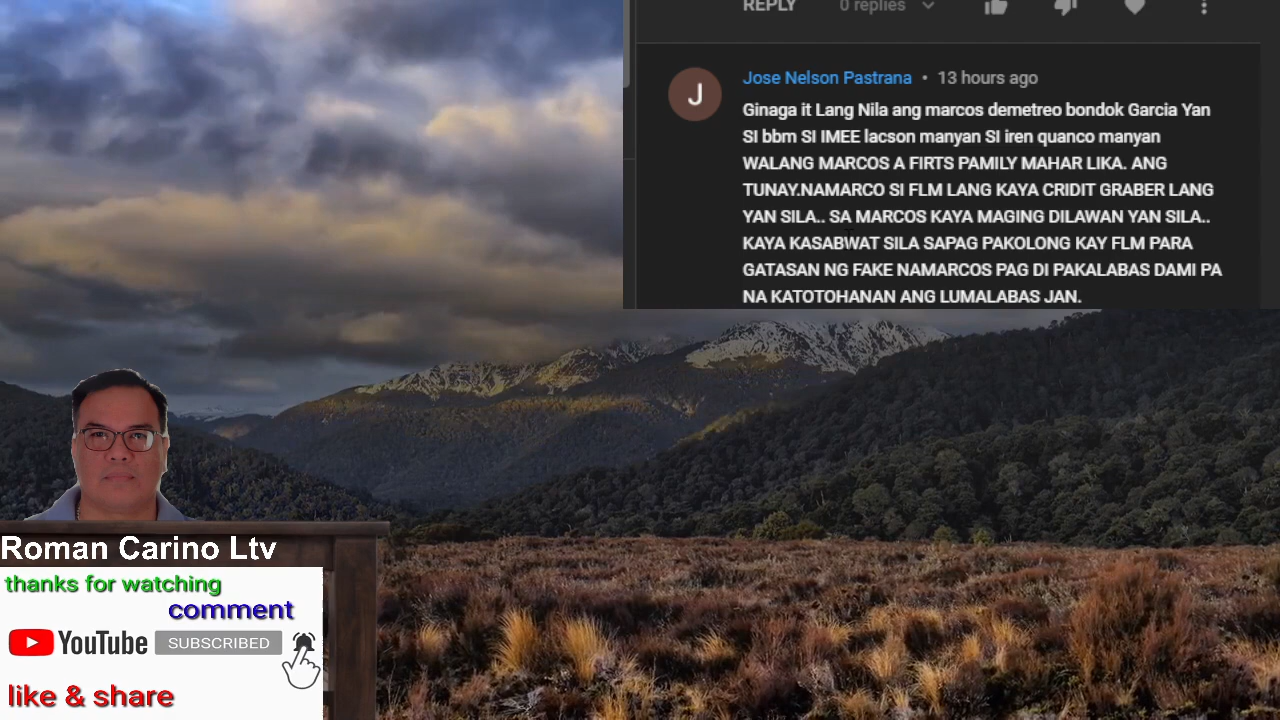 REPLY 0 replies
Jose Nelson Pastrana • 13 hours ago
J
Ginaga it Lang Nila ang marcos demetreo bondok Garcia Yan
SI bbm SI IMEE lacson manyan SI iren quanco manyan
WALANG MARCOS A FIRTS PAMILY MAHAR LIKA. ANG
TUNAY.NAMARCO SI FLM LANG KAYA CRIDIT GRABER LANG
YAN SILA.. SA MARCOS KAYA MAGING DILAWAN YAN SILA..
KAYA KASABWAT SILA SAPAG PAKOLONG KAY FLM PARA
GATASAN NG FAKE NAMARCOS PAG DI PAKALABAS DAMI PA
NA KATOTOHANAN ANG LUMALABAS JAN.
Roman Carino Ltv
thanks for watching
comment
YouTube SUBSCRIBED
like & share